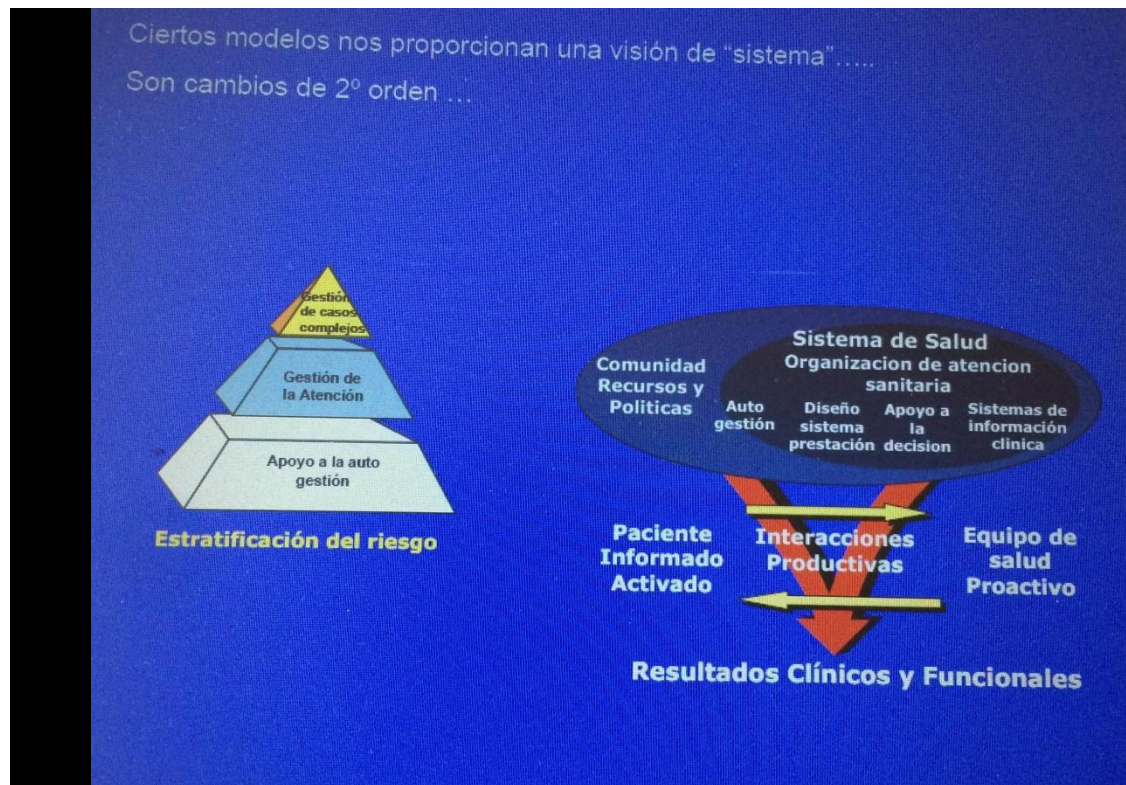 Ciertos modelos nos proporcionan una visión de “sistema”.....
Son cambios de 2º orden ...
Gestión
de casos
complejos
Gestión de
la Atención
Apoyo a la auto
gestión
Estratificación del riesgo
Sistema de Salud
Organizacion de atencion
sanitaria
Comunidad
Recursos y
Politicas
Auto
gestión
Diseño
sistema
prestación
Apoyo a
la
decision
Sistemas de
información
clinica
Paciente
Informado
Activado
Interacciones
Productivas
Equipo de
salud
Proactivo
Resultados Clínicos y Funcionales